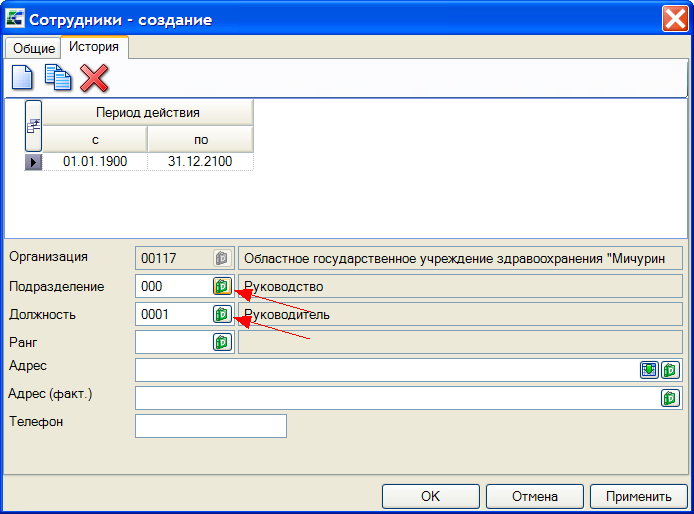 Сотрудники - создание
Общие История
Период действия
с по
01.01.1900 31.12.2100
Организация 00117 Областное государственное учреждение здравоохранения "Мичурин
Подразделение 000 Руководство
Должность 0001 Руководитель
Ранг
Адрес
Адрес (факт.)
Телефон
OK Отмена Применить